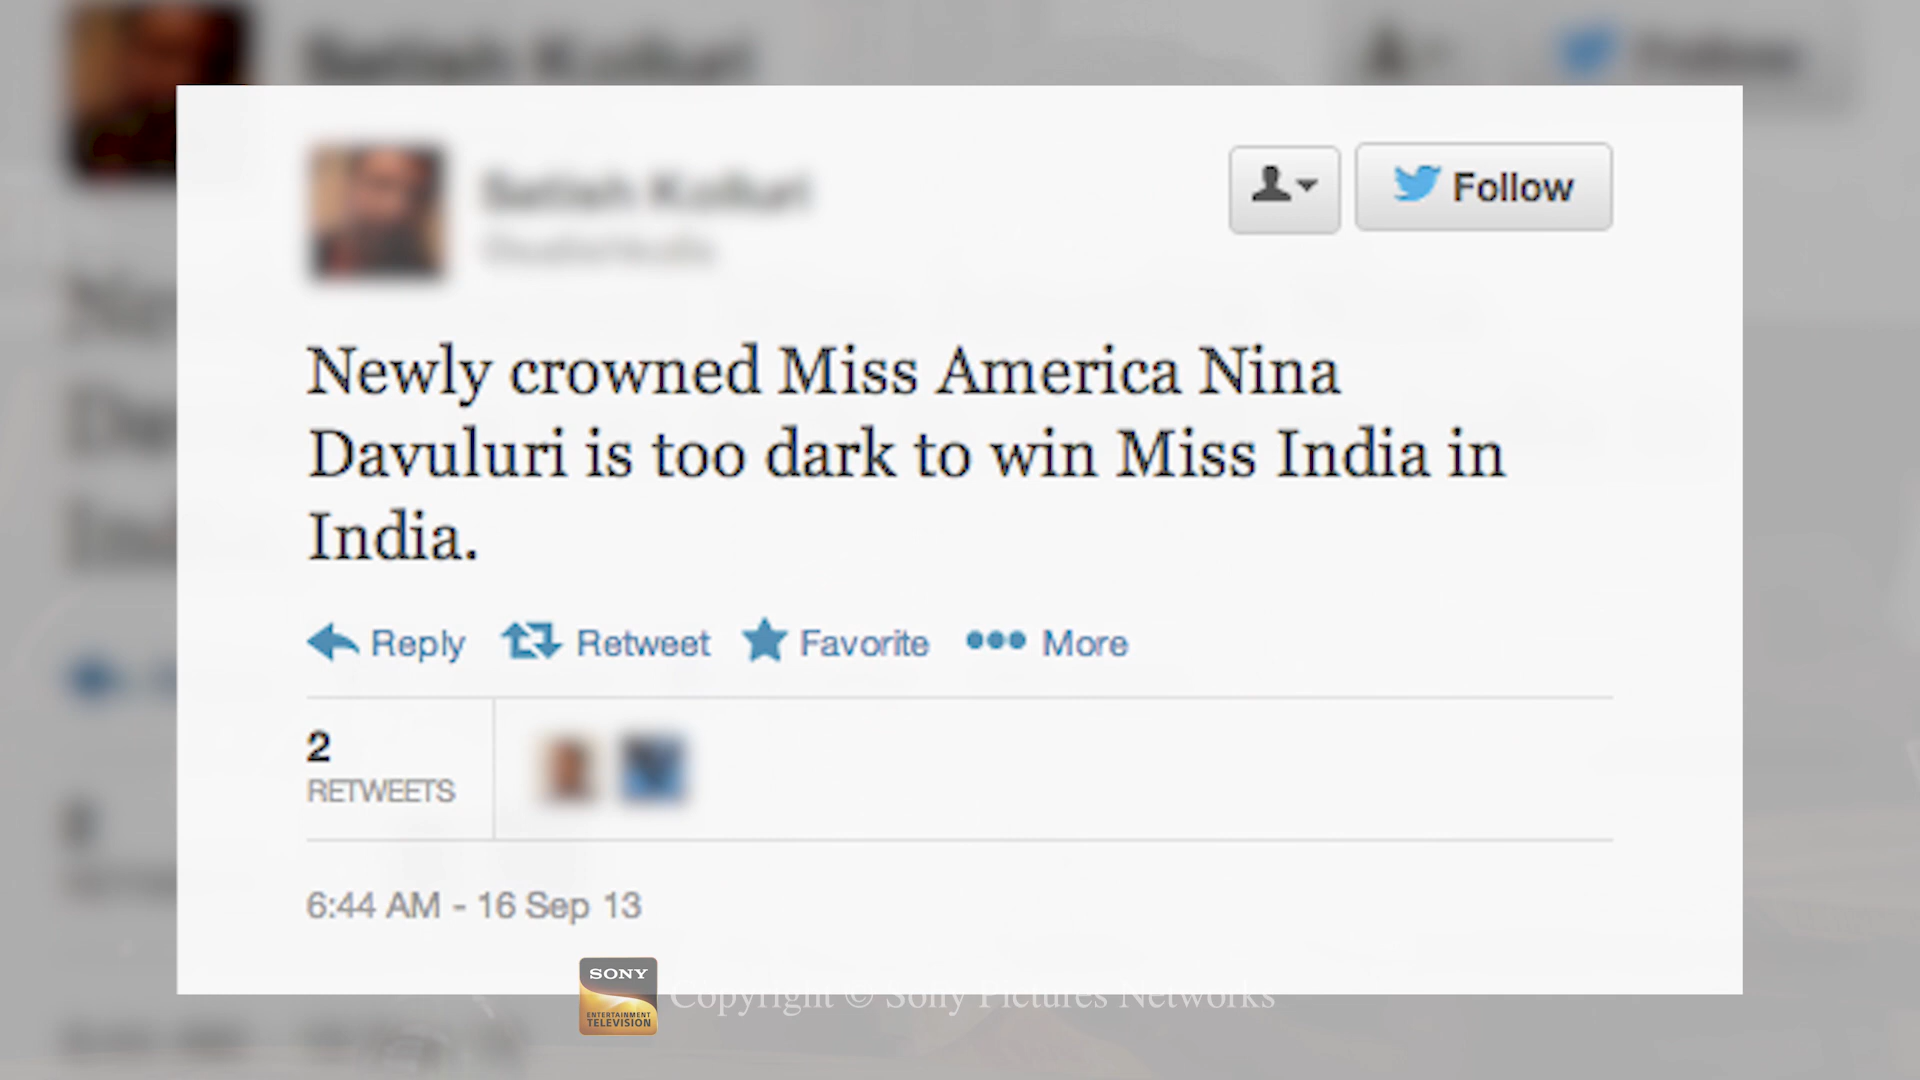 Follow
Newly crowned Miss America Nina
Davuluri is too dark to win Miss India in
India.
Reply Retweet Favorite More
2
RETWEETS
6:44 AM - 16 Sep 13
SONY
ENTERTAINMENT
TELEVISION
Copyright © Sony Pictures Networks